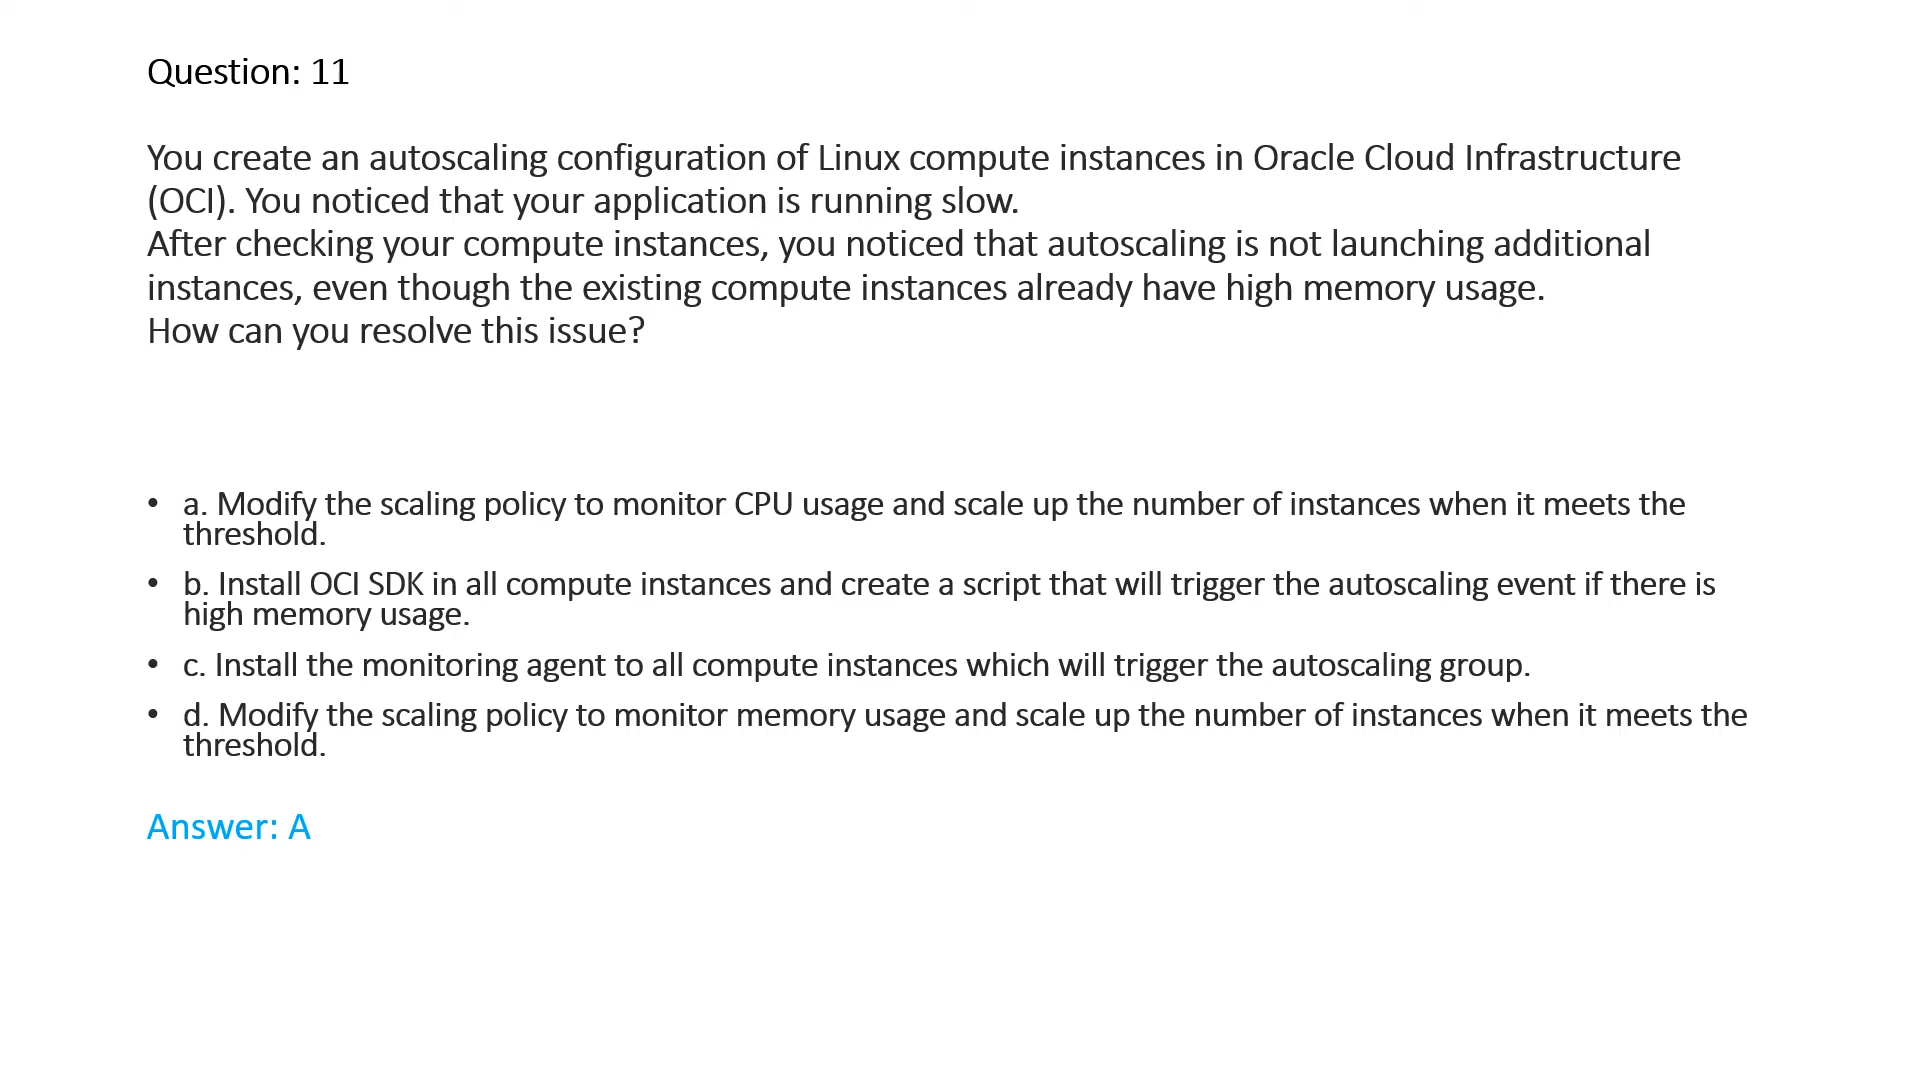 Question: 11
You create an autoscaling configuration of Linux compute instances in Oracle Cloud Infrastructure
(OCI). You noticed that your application is running slow.
After checking your compute instances, you noticed that autoscaling is not launching additional
instances, even though the existing compute instances already have high memory usage.
How can you resolve this issue?
• a. Modify the scaling policy to monitor CPU usage and scale up the number of instances when it meets the
threshold.
• b. Install OCI SDK in all compute instances and create a script that will trigger the autoscaling event if there is
high memory usage.
• c. Install the monitoring agent to all compute instances which will trigger the autoscaling group.
• d. Modify the scaling policy to monitor memory usage and scale up the number of instances when it meets the
threshold.
Answer: A